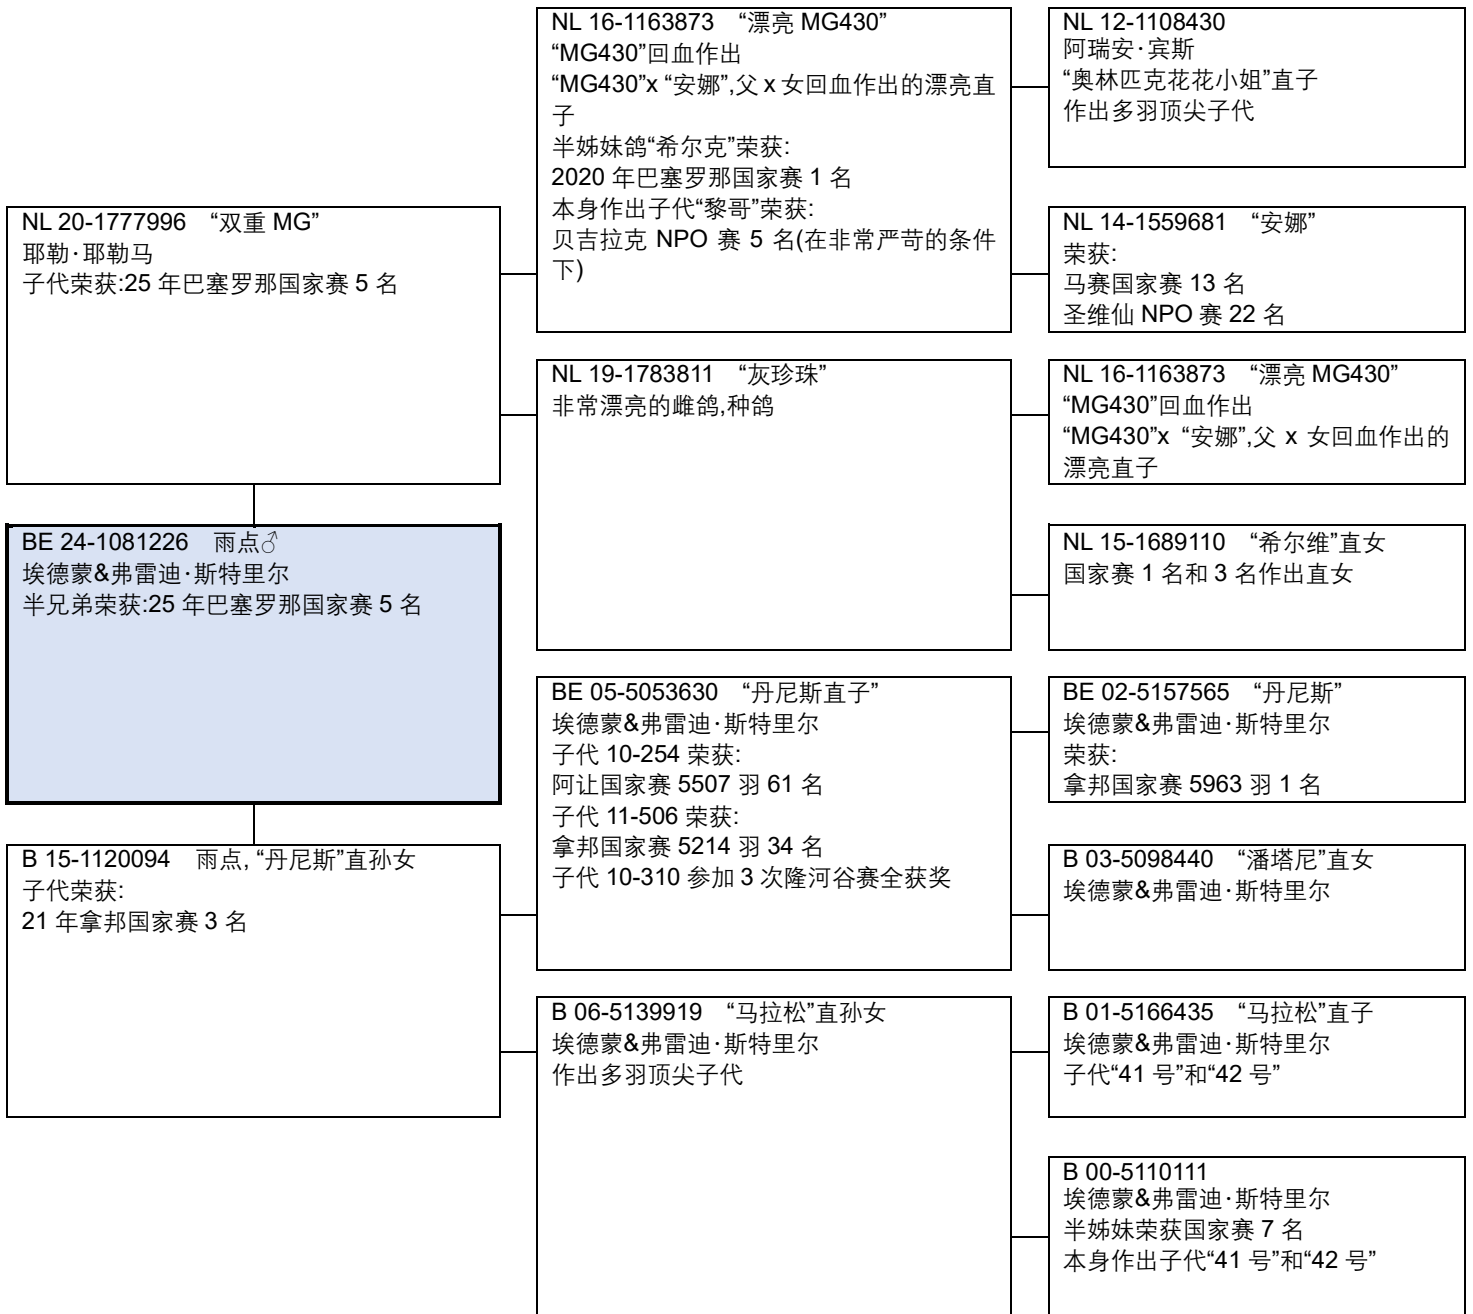 NL 20-1777996 “双重 MG”
耶勒·耶勒马
子代荣获:25 年巴塞罗那国家赛 5 名
BE 24-1081226 雨点♂
埃德蒙&弗雷迪·斯特里尔
半兄弟荣获:25 年巴塞罗那国家赛 5 名
B 15-1120094 雨点, “丹尼斯”直孙女
子代荣获:
21 年拿邦国家赛 3 名
NL 16-1163873 “漂亮 MG430”
“MG430”回血作出
“MG430”x “安娜”,父 x 女回血作出的漂亮直
子
半姊妹鸽“希尔克”荣获:
2020 年巴塞罗那国家赛 1 名
本身作出子代“黎哥”荣获:
贝吉拉克 NPO 赛 5 名(在非常严苛的条件
下)
NL 19-1783811 “灰珍珠”
非常漂亮的雌鸽,种鸽
BE 05-5053630 “丹尼斯直子”
埃德蒙&弗雷迪·斯特里尔
子代 10-254 荣获:
阿让国家赛 5507 羽 61 名
子代 11-506 荣获:
拿邦国家赛 5214 羽 34 名
子代 10-310 参加 3 次隆河谷赛全获奖
B 06-5139919 “马拉松”直孙女
埃德蒙&弗雷迪·斯特里尔
作出多羽顶尖子代
NL 12-1108430
阿瑞安·宾斯
“奥林匹克花花小姐”直子
作出多羽顶尖子代
NL 14-1559681 “安娜”
荣获:
马赛国家赛 13 名
圣维仙 NPO 赛 22 名
NL 16-1163873 “漂亮 MG430”
“MG430”回血作出
“MG430”x “安娜”,父 x 女回血作出的
漂亮直子
NL 15-1689110 “希尔维”直女
国家赛 1 名和 3 名作出直女
BE 02-5157565 “丹尼斯”
埃德蒙&弗雷迪·斯特里尔
荣获:
拿邦国家赛 5963 羽 1 名
B 03-5098440 “潘塔尼”直女
埃德蒙&弗雷迪·斯特里尔
B 01-5166435 “马拉松”直子
埃德蒙&弗雷迪·斯特里尔
子代“41 号”和“42 号”
B 00-5110111
埃德蒙&弗雷迪·斯特里尔
半姊妹荣获国家赛 7 名
本身作出子代“41 号”和“42 号”